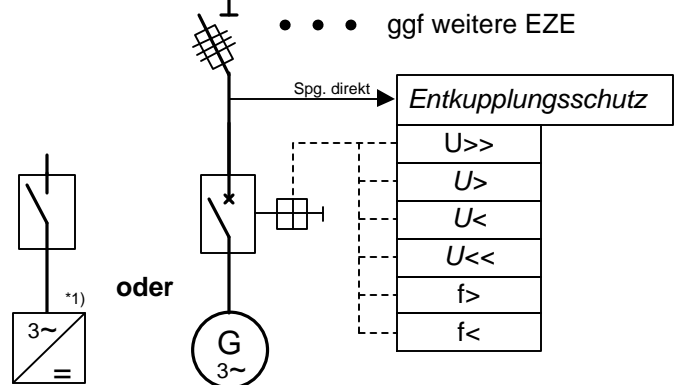 • • • ggf weitere EZE
Spg. direkt
Entkupplungsschutz
U>>
U>
U<
U<<
f>
f<
*1)
oder
3~
=
G
3~